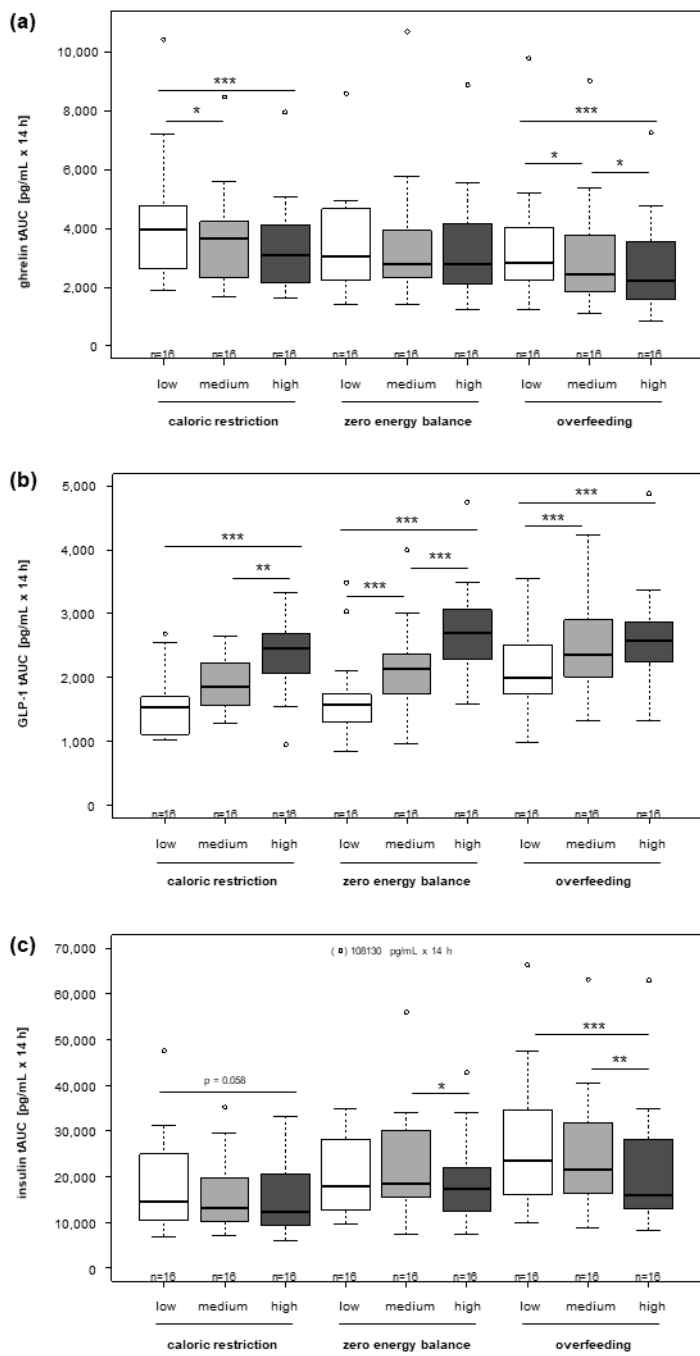 (a)
ghrelin tAUC [pg/mL x 14 h]
10,000
8,000
6,000
4,000
2,000
0
***
*
***
*
*
n=16 n=16 n=16 n=16 n=16 n=16 n=16 n=16 n=16
low medium high low medium high low medium high
caloric restriction zero energy balance overfeeding
(b)
GLP-1 tAUC [pg/mL x 14 h]
5,000
4,000
3,000
2,000
1,000
0
***
**
***
***
***
***
***
n=16 n=16 n=16 n=16 n=16 n=16 n=16 n=16 n=16
low medium high low medium high low medium high
caloric restriction zero energy balance overfeeding
(c)
insulin tAUC [pg/mL x 14 h]
70,000
60,000
50,000
40,000
30,000
20,000
10,000
0
(o) 108130 pg/mL x 14 h
p = 0.058
*
***
**
n=16 n=16 n=16 n=16 n=16 n=16 n=16 n=16 n=16
low medium high low medium high low medium high
caloric restriction zero energy balance overfeeding